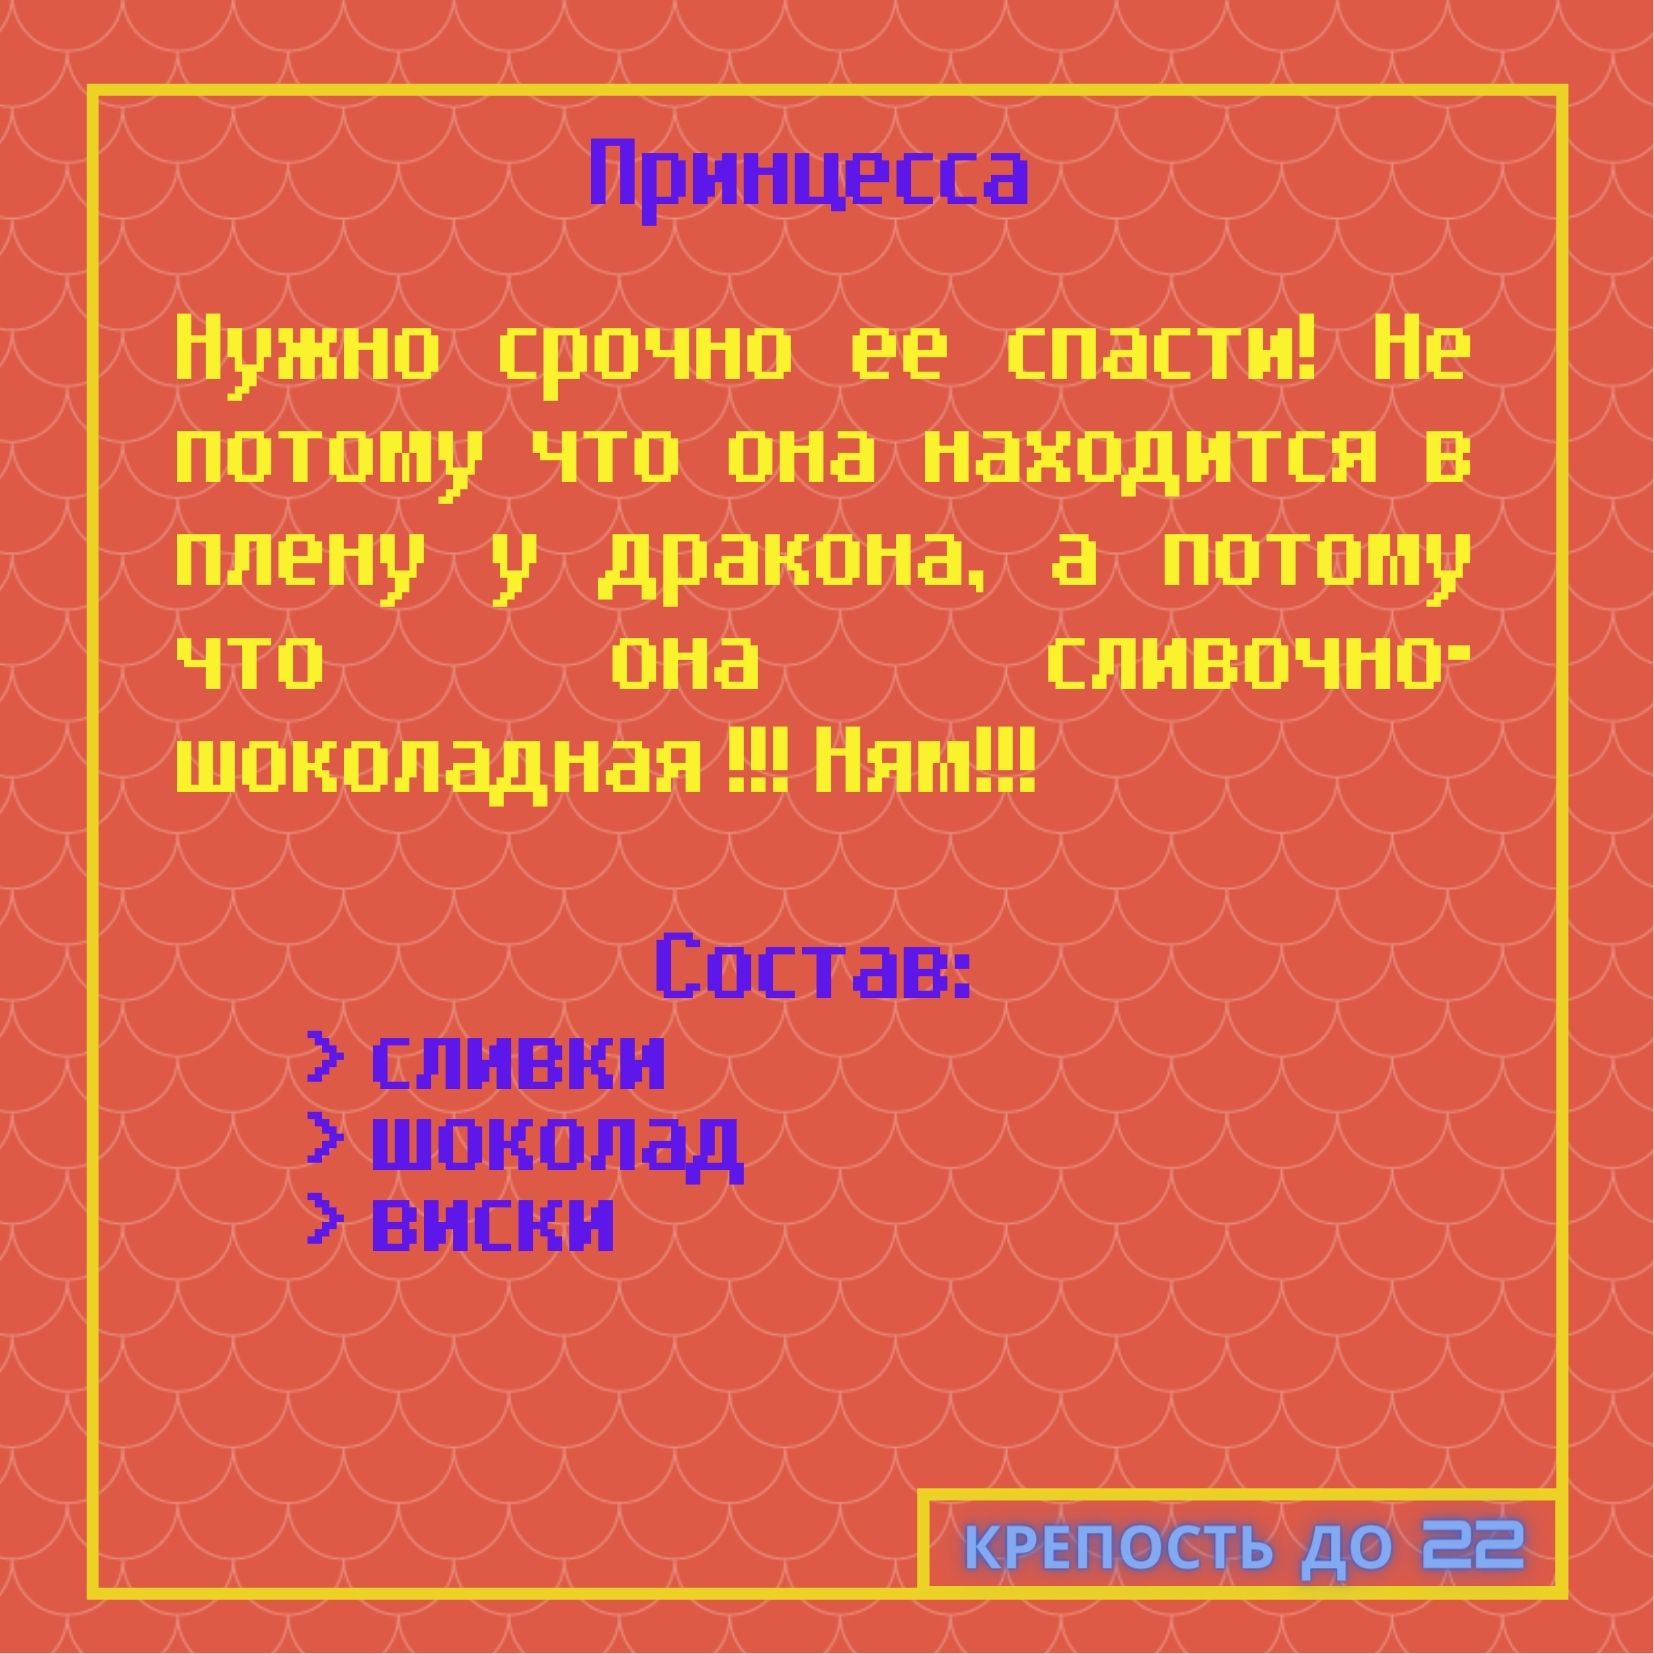 Принцесса
Нужно срочно ее спасти! Не
потому что она находится в
плену у дракона, а потому
что она сливочно-
шоколадная !!! Ням!!!
Состав:
> сливки
> шоколад
> виски
КРЕПОСТЬ ДО 22